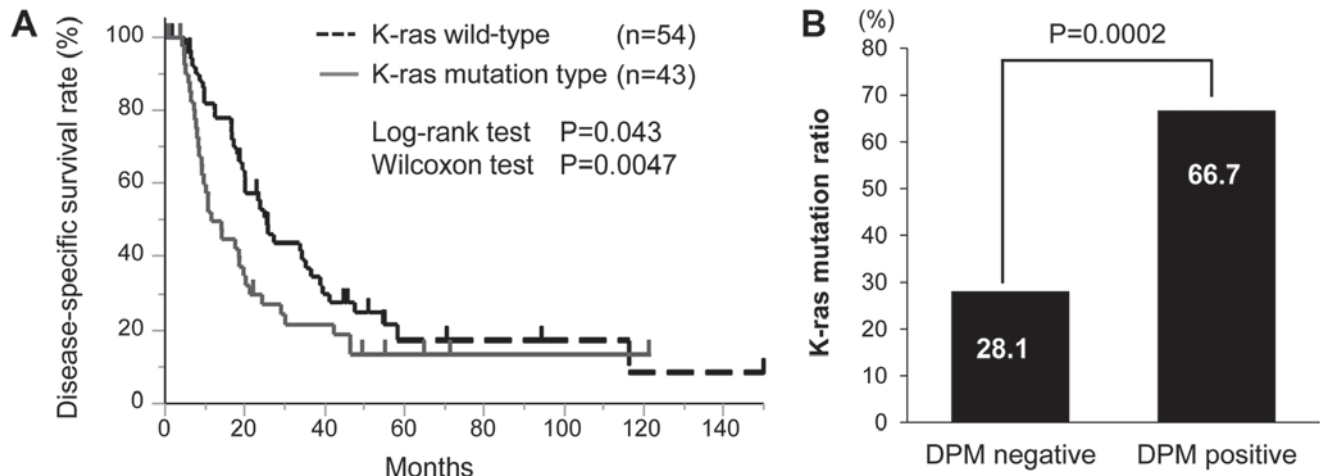 A
Disease-specific survival rate (%)
100
80
60
40
20
0
0 20 40 60 80 100 120 140
Months
K-ras wild-type (n=54)
K-ras mutation type (n=43)
Log-rank test P=0.043
Wilcoxon test P=0.0047
B
(%)
K-ras mutation ratio
80
70
60
50
40
30
20
10
0
P=0.0002
28.1
66.7
DPM negative DPM positive